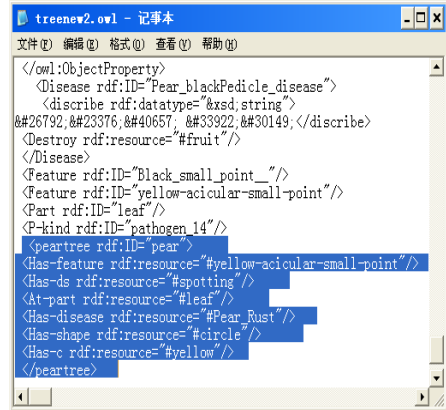 treenew2.owl - 记事本
文件(F) 编辑(E) 格式(O) 查看(V) 帮助(H)
</owl:ObjectProperty>
<Disease rdf:ID="Pear_blackPedicle_disease">
<discribe rdf:datatype="&xsd;string">
&#26792;&#23376;&#40657; &#33922;&#30149;</discribe>
<Destroy rdf:resource="#fruit"/>
</Disease>
<Feature rdf:ID="Black_small_point__"/>
<Feature rdf:ID="yellow-acicular-small-point"/>
<Part rdf:ID="leaf"/>
<P-kind rdf:ID="pathogen_14"/>
<peartree rdf:ID="pear">
<Has-feature rdf:resource="#yellow-acicular-small-point"/>
<Has-ds rdf:resource="#spotting"/>
<At-part rdf:resource="#leaf"/>
<Has-disease rdf:resource="#Pear_Rust"/>
<Has-shape rdf:resource="#circle"/>
<Has-c rdf:resource="#yellow"/>
</peartree>